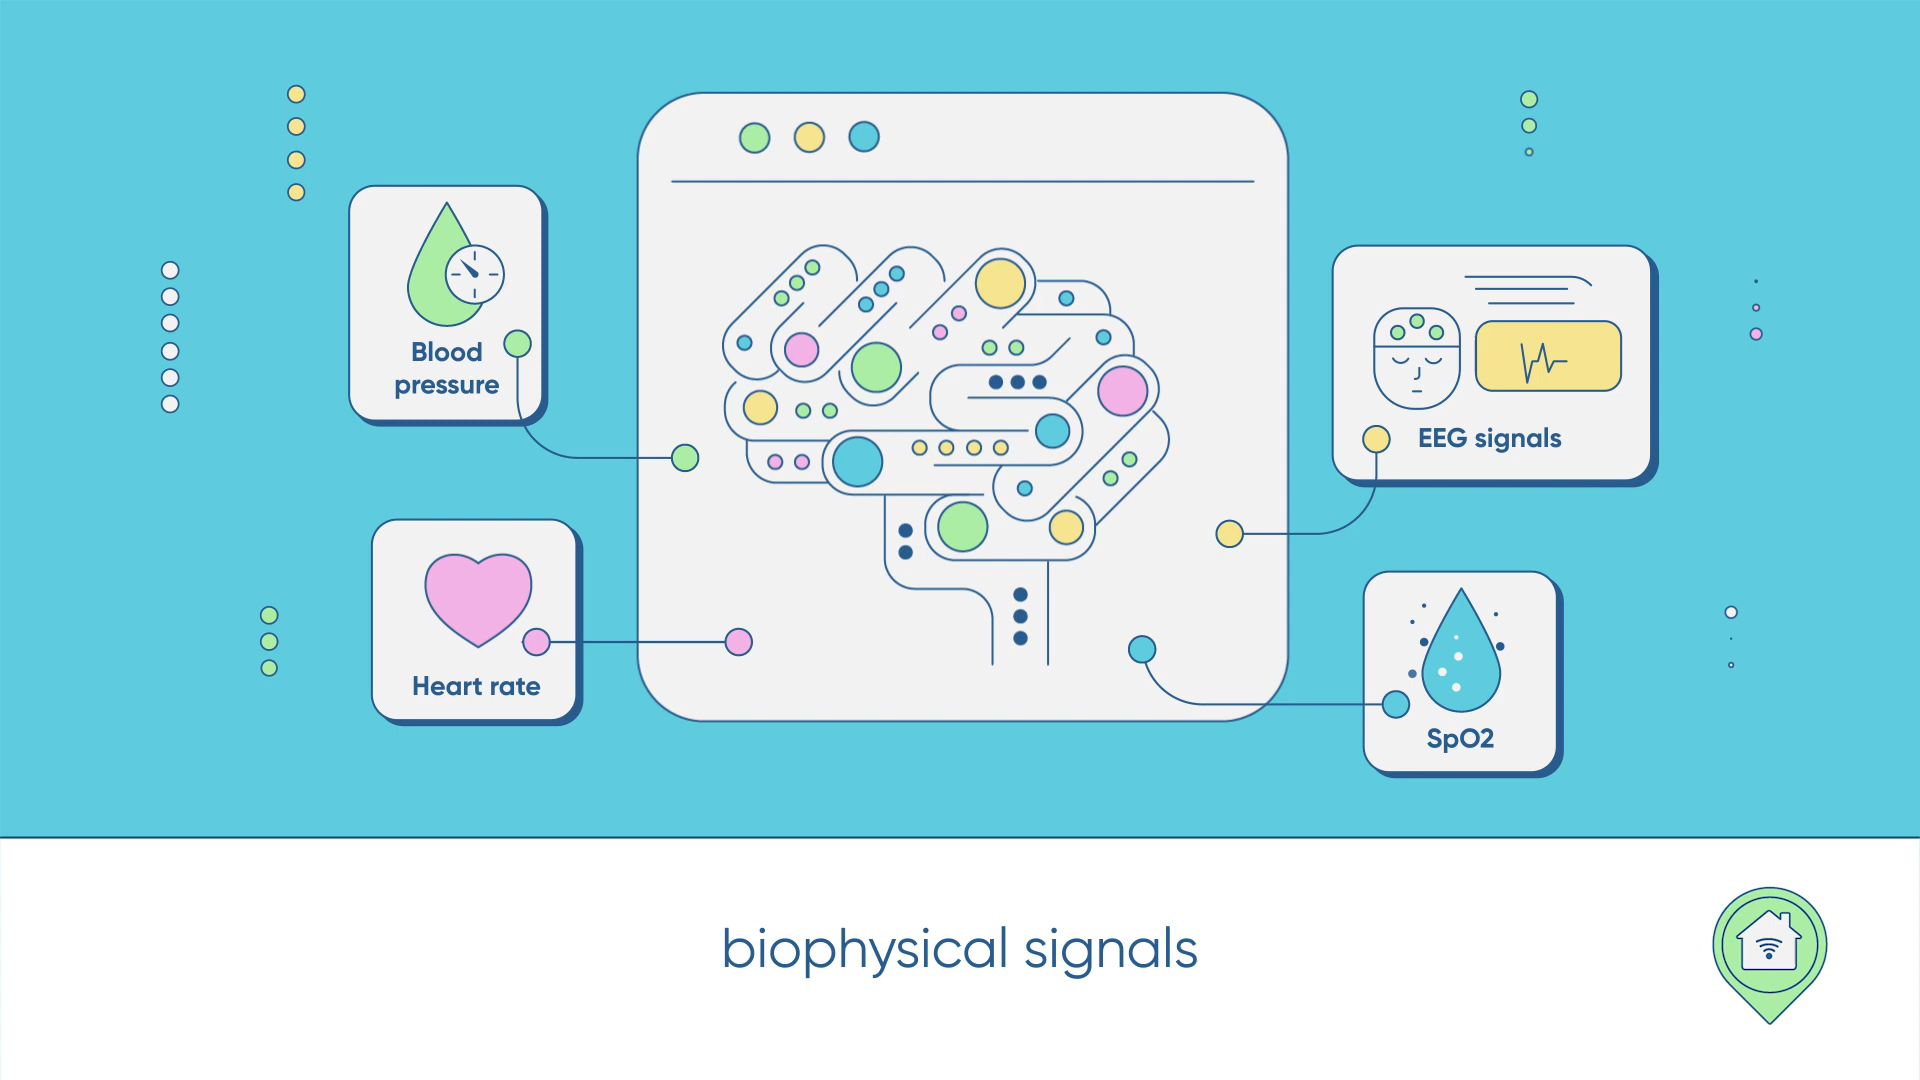 Blood
pressure
EEG signals
Heart rate
SpO2
biophysical signals